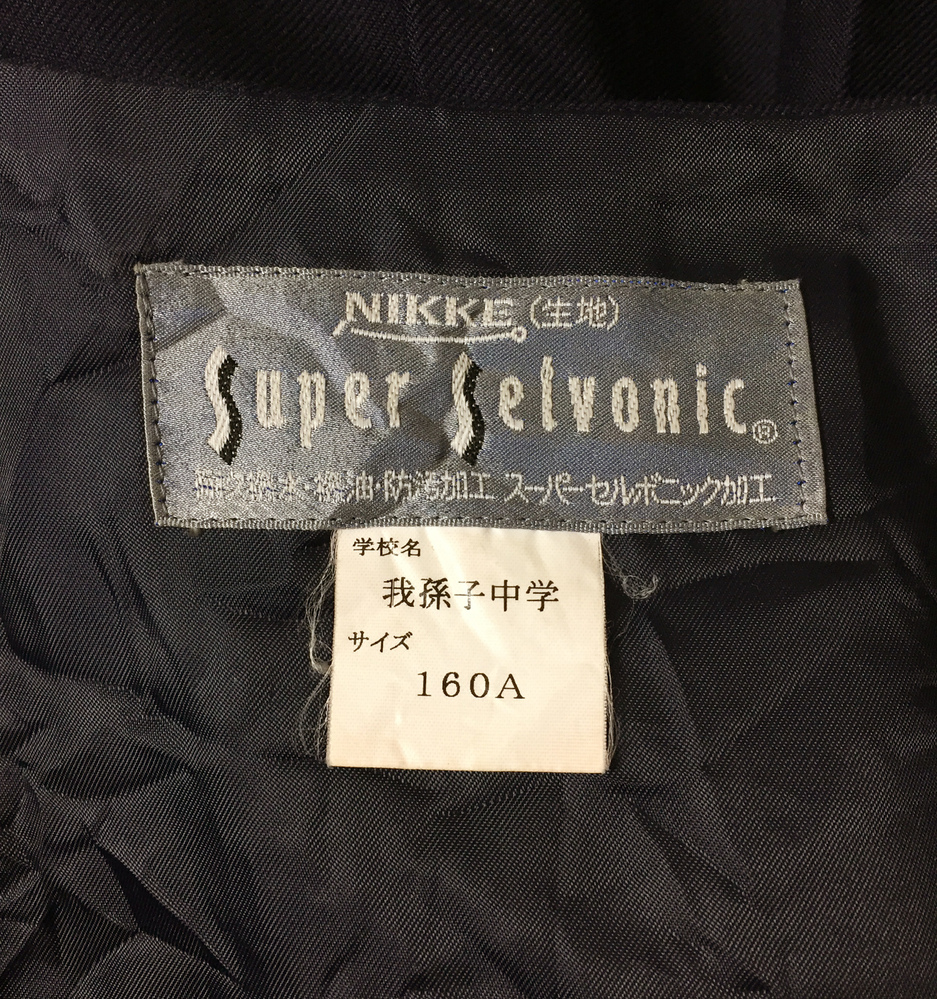 NIKKE (生地)
Super Selvonic®
撥水・撥油・防汚加工 スーパーセルボニック加工
学校名
我孫子中学
サイズ
160A